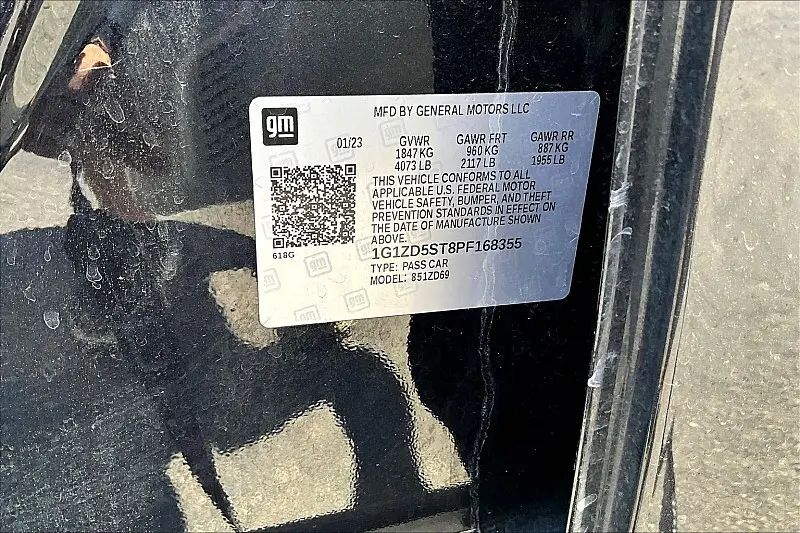 gm
MFD BY GENERAL MOTORS LLC
01/23
GVWR GAWR FRT GAWR RR
1847 KG 960 KG 887 KG
4073 LB 2117 LB 1955 LB
THIS VEHICLE CONFORMS TO ALL
APPLICABLE U.S. FEDERAL MOTOR
VEHICLE SAFETY, BUMPER, AND THEFT
PREVENTION STANDARDS IN EFFECT ON
THE DATE OF MANUFACTURE SHOWN
ABOVE.
618G
1G1ZD5ST8PF168355
TYPE: PASS CAR
MODEL: 851ZD69